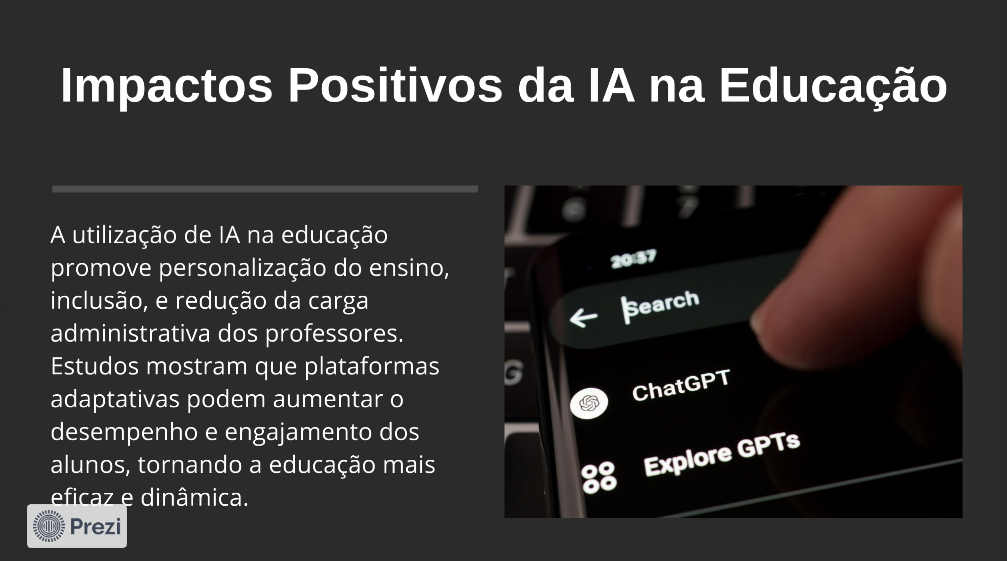 Impactos Positivos da IA na Educação
A utilização de IA na educação
promove personalização do ensino,
inclusão, e redução da carga
administrativa dos professores.
Estudos mostram que plataformas
adaptativas podem aumentar o
desempenho e engajamento dos
alunos, tornando a educação mais
eficaz e dinâmica.
Prezi
20:37
Search
ChatGPT
Explore GPTs
6
7
G